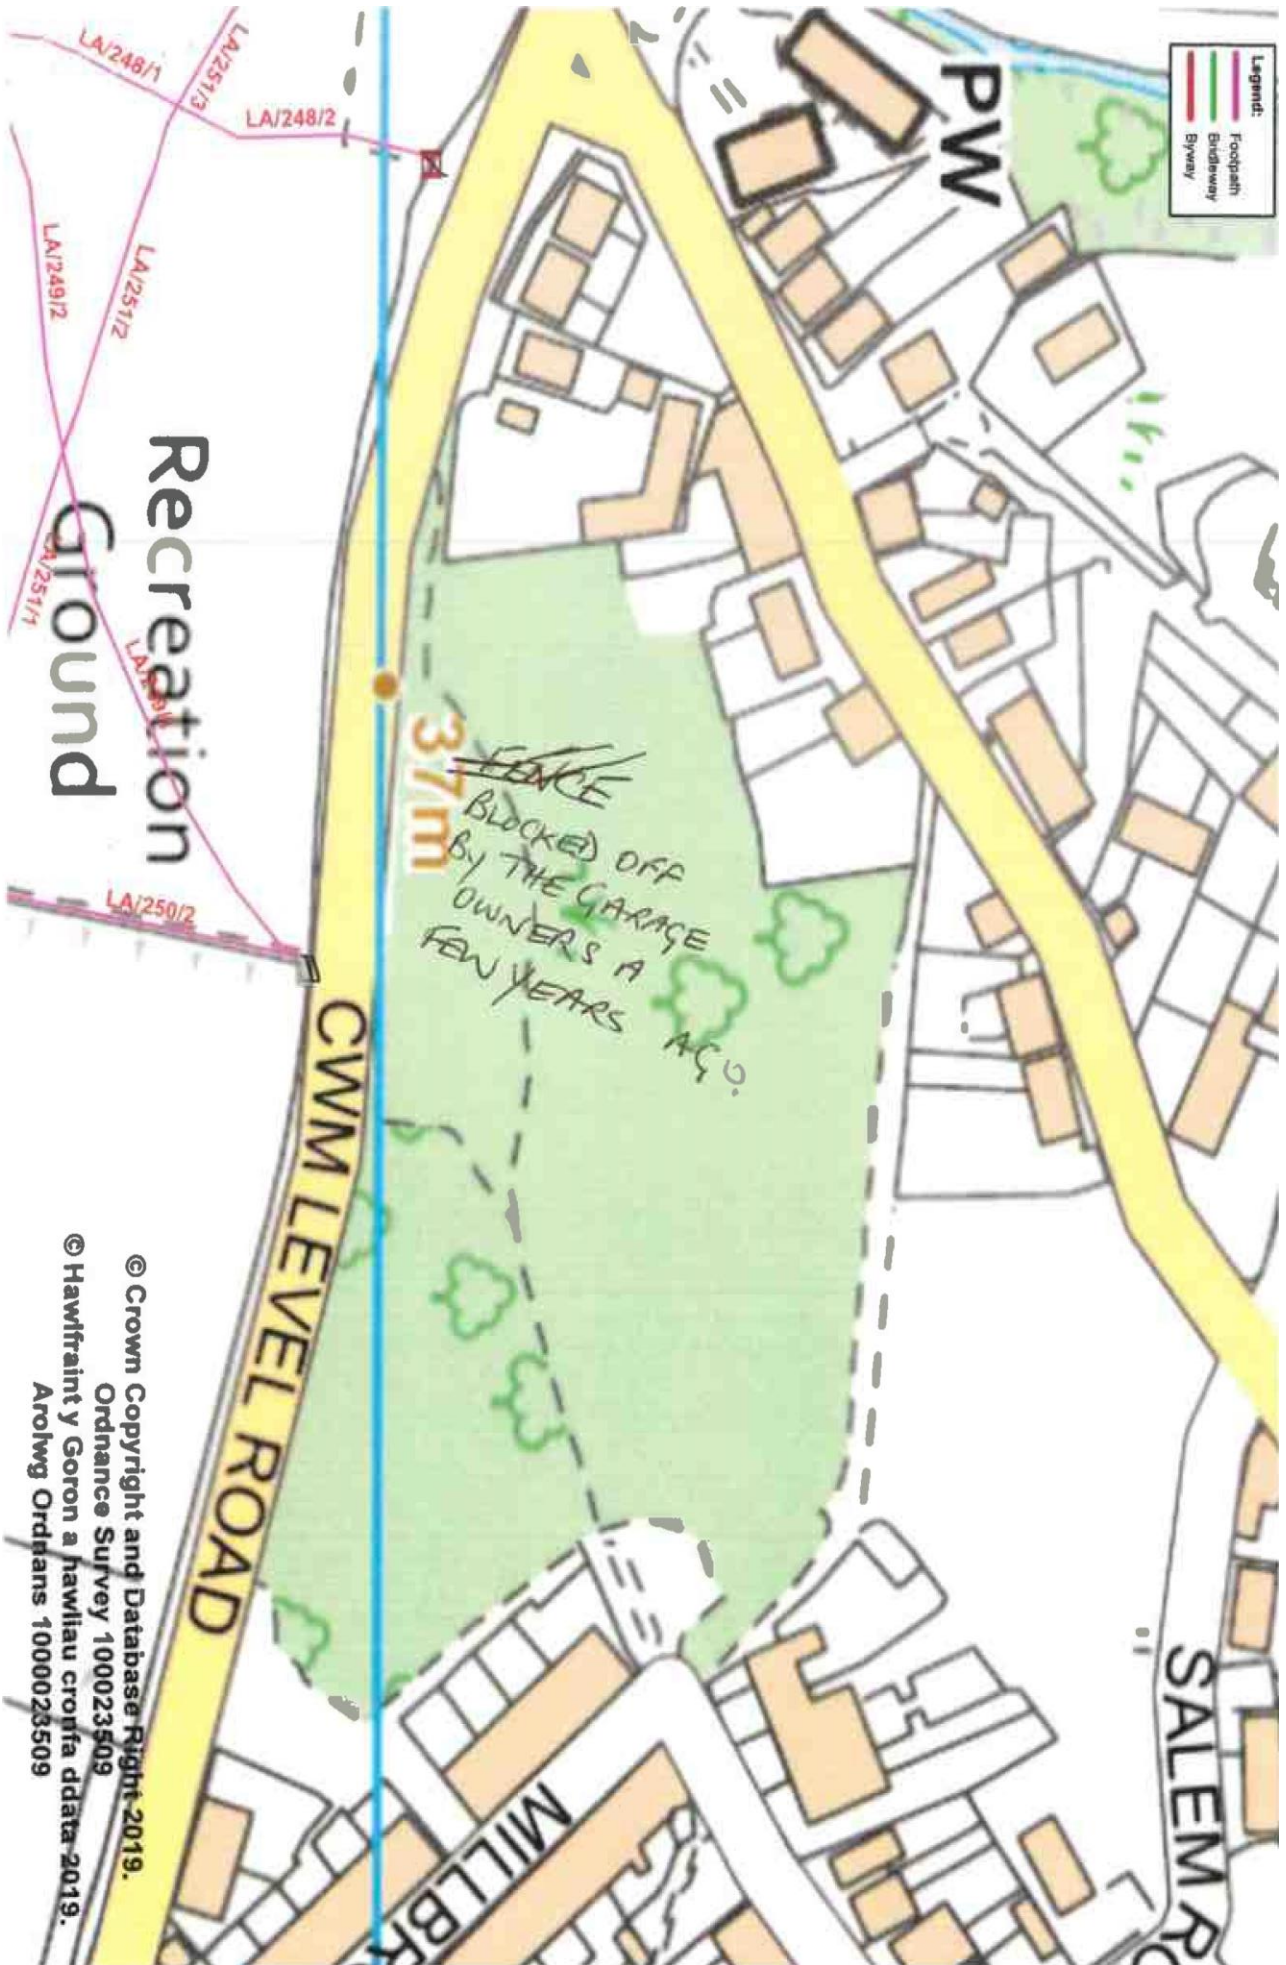 Legend:
Footpath
Bridleway
Byway
PW
LA/248/1
LA/251/3
LA/248/2
LA/249/2
LA/251/2
Recreation
Ground
LA/251/1
LA/250/2
37m
FENCE
BLOCKED OFF
BY THE GARAGE
OWNERS A
FEW YEARS AGO.
CWM LEVEL ROAD
SALEM R
MILLBR
© Crown Copyright and Database Right 2019.
Ordnance Survey 100023509
© Hawlfraint y Goron a hawliau cronfa ddata 2019.
Arolwg Ordnans 100023509